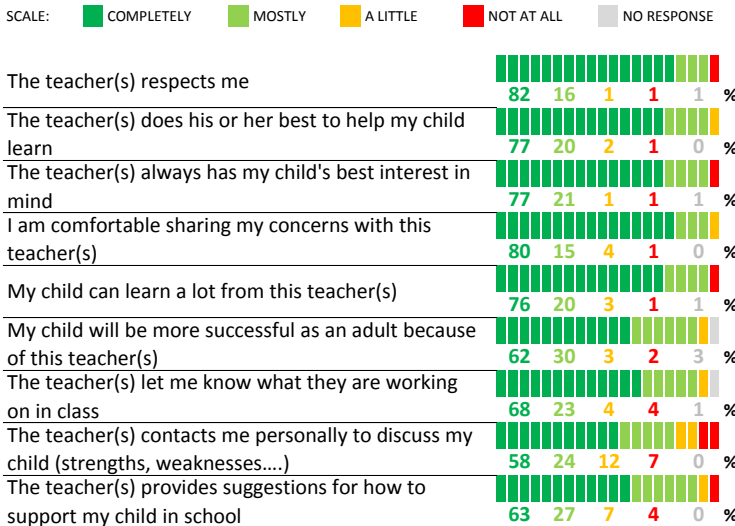 SCALE: COMPLETELY MOSTLY A LITTLE NOT AT ALL NO RESPONSE
The teacher(s) respects me
82 16 1 1 1 %
The teacher(s) does his or her best to help my child
learn
77 20 2 1 0 %
The teacher(s) always has my child's best interest in
mind
77 21 1 1 1 %
I am comfortable sharing my concerns with this
teacher(s)
80 15 4 1 0 %
My child can learn a lot from this teacher(s)
76 20 3 1 1 %
My child will be more successful as an adult because
of this teacher(s)
62 30 3 2 3 %
The teacher(s) let me know what they are working
on in class
68 23 4 4 1 %
The teacher(s) contacts me personally to discuss my
child (strengths, weaknesses....)
58 24 12 7 0 %
The teacher(s) provides suggestions for how to
support my child in school
63 27 7 4 0 %